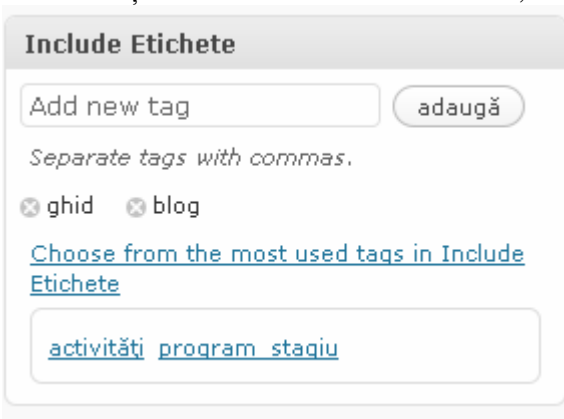 Include Etichete
Add new tag adaugă
Separate tags with commas.
ghid blog
Choose from the most used tags in Include
Etichete
activităţi program stagiu